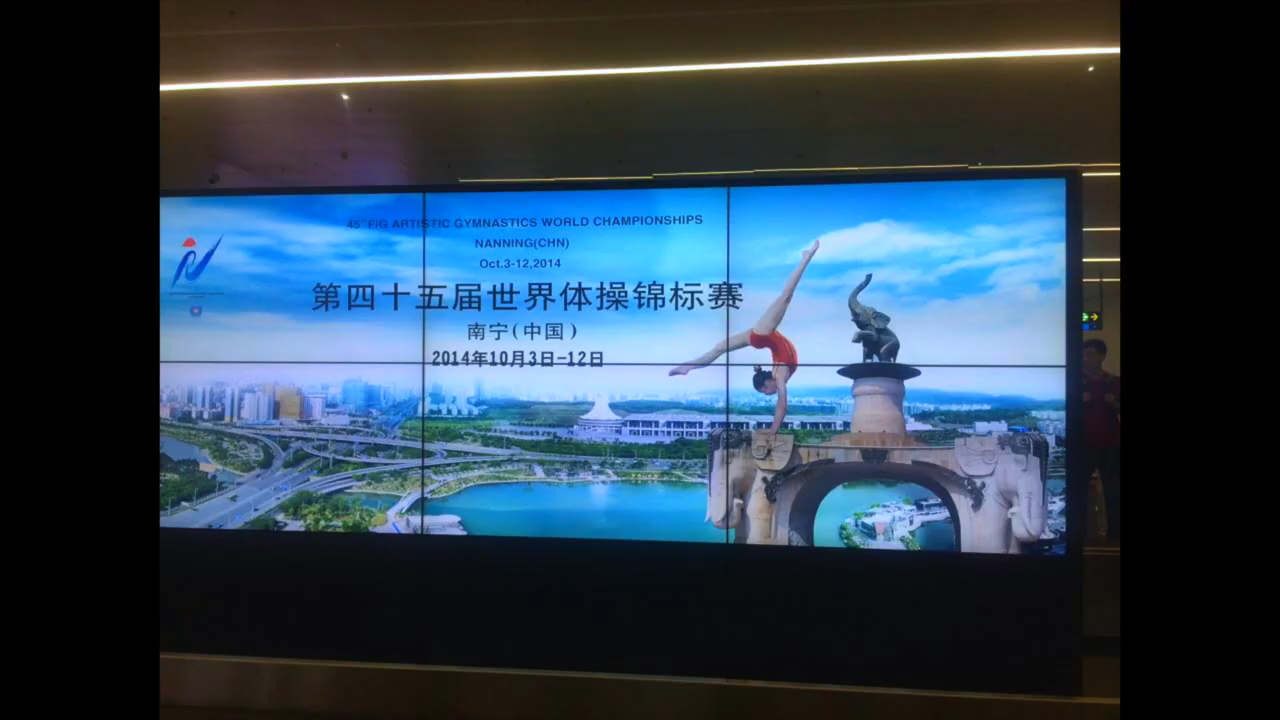 45th FIG ARTISTIC GYMNASTICS WORLD CHAMPIONSHIPS
NANNING(CHN)
Oct.3-12,2014
第四十五届世界体操锦标赛
南宁(中国)
2014年10月3日-12日